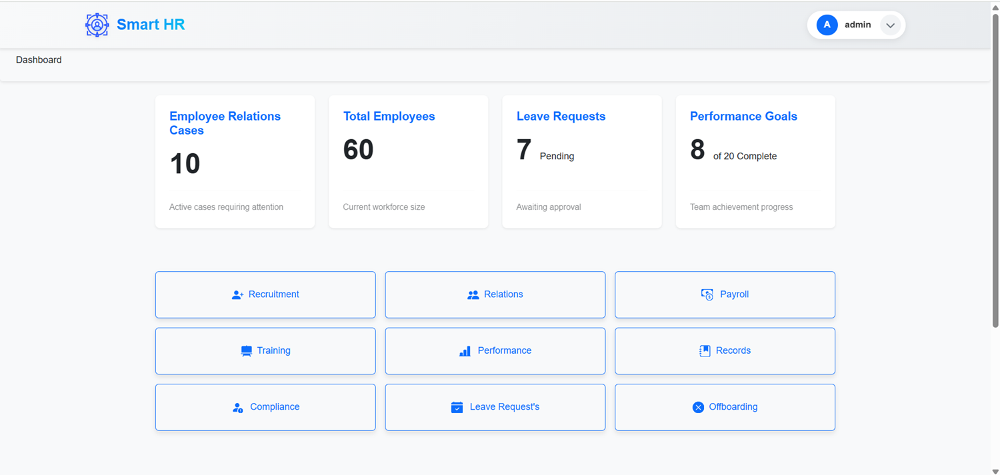 Smart HR
A
admin
Dashboard
Employee Relations
Cases
10
Active cases requiring attention
Total Employees
60
Current workforce size
Leave Requests
7 Pending
Awaiting approval
Performance Goals
8 of 20 Complete
Team achievement progress
Recruitment
Relations
Payroll
Training
Performance
Records
Compliance
Leave Request's
Offboarding